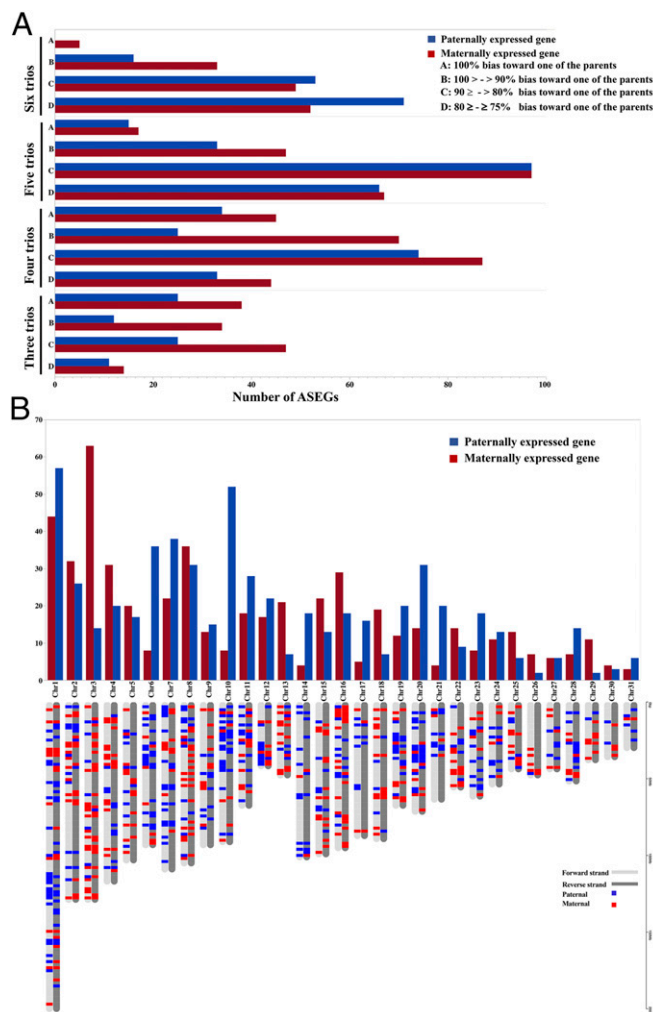 A
Paternally expressed gene
Maternally expressed gene
A: 100% bias toward one of the parents
B: 100 > - > 90% bias toward one of the parents
C: 90 ≥ - > 80% bias toward one of the parents
D: 80 ≥ - ≥ 75% bias toward one of the parents
Six trios
A
B
C
D
Five trios
A
B
C
D
Four trios
A
B
C
D
Three trios
A
B
C
D
0 20 40 60 80 100
Number of ASEGs
B
70
60
50
40
30
20
10
0
Paternally expressed gene
Maternally expressed gene
Chr1 Chr2 Chr3 Chr4 Chr5 Chr6 Chr7 Chr8 Chr9 Chr10 Chr11 Chr12 Chr13 Chr14 Chr15 Chr16 Chr17 Chr18 Chr19 Chr20 Chr21 Chr22 Chr23 Chr24 Chr25 Chr26 Chr27 Chr28 Chr29 Chr30 Chr31
Forward strand
Reverse strand
Paternal
Maternal